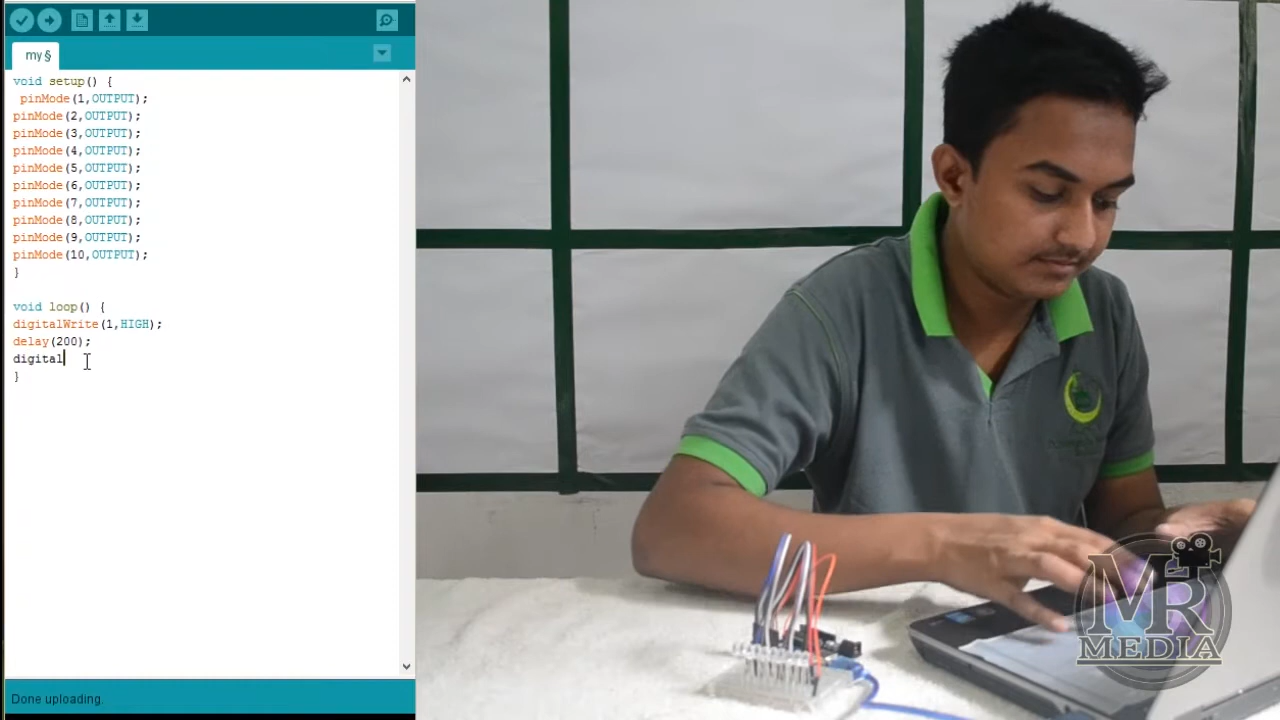 my §
void setup() {
pinMode(1,OUTPUT);
pinMode(2,OUTPUT);
pinMode(3,OUTPUT);
pinMode(4,OUTPUT);
pinMode(5,OUTPUT);
pinMode(6,OUTPUT);
pinMode(7,OUTPUT);
pinMode(8,OUTPUT);
pinMode(9,OUTPUT);
pinMode(10,OUTPUT);
}
void loop() {
digitalWrite(1,HIGH);
delay(200);
digital
}
Done uploading.
MR
MEDIA